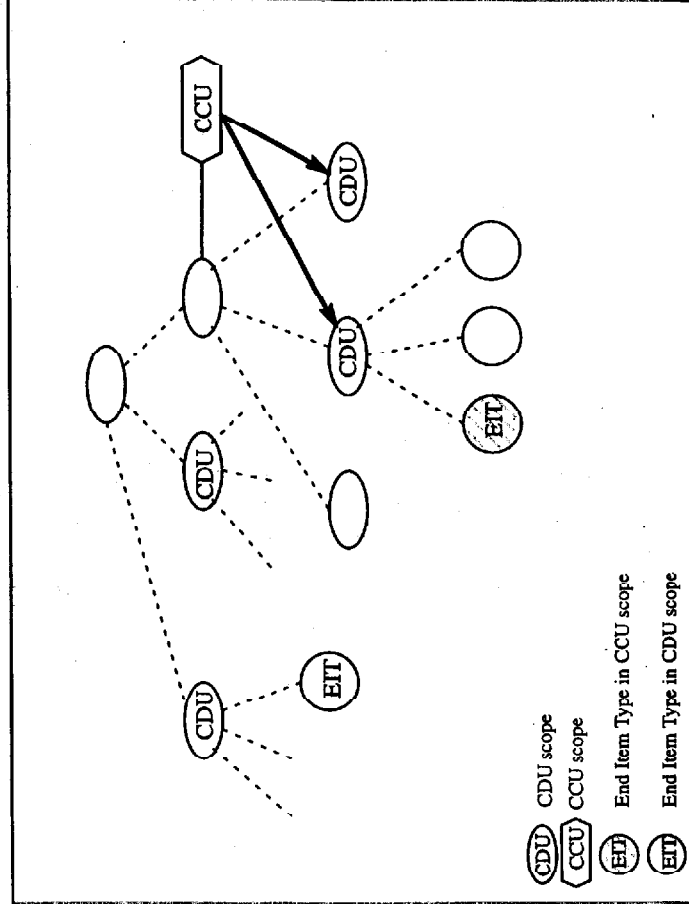 CDU
CDU
CCU
EIT
CDU
CDU
EIT
CDU CDU scope
CCU CCU scope
EIT End Item Type in CCU scope
EIT End Item Type in CDU scope